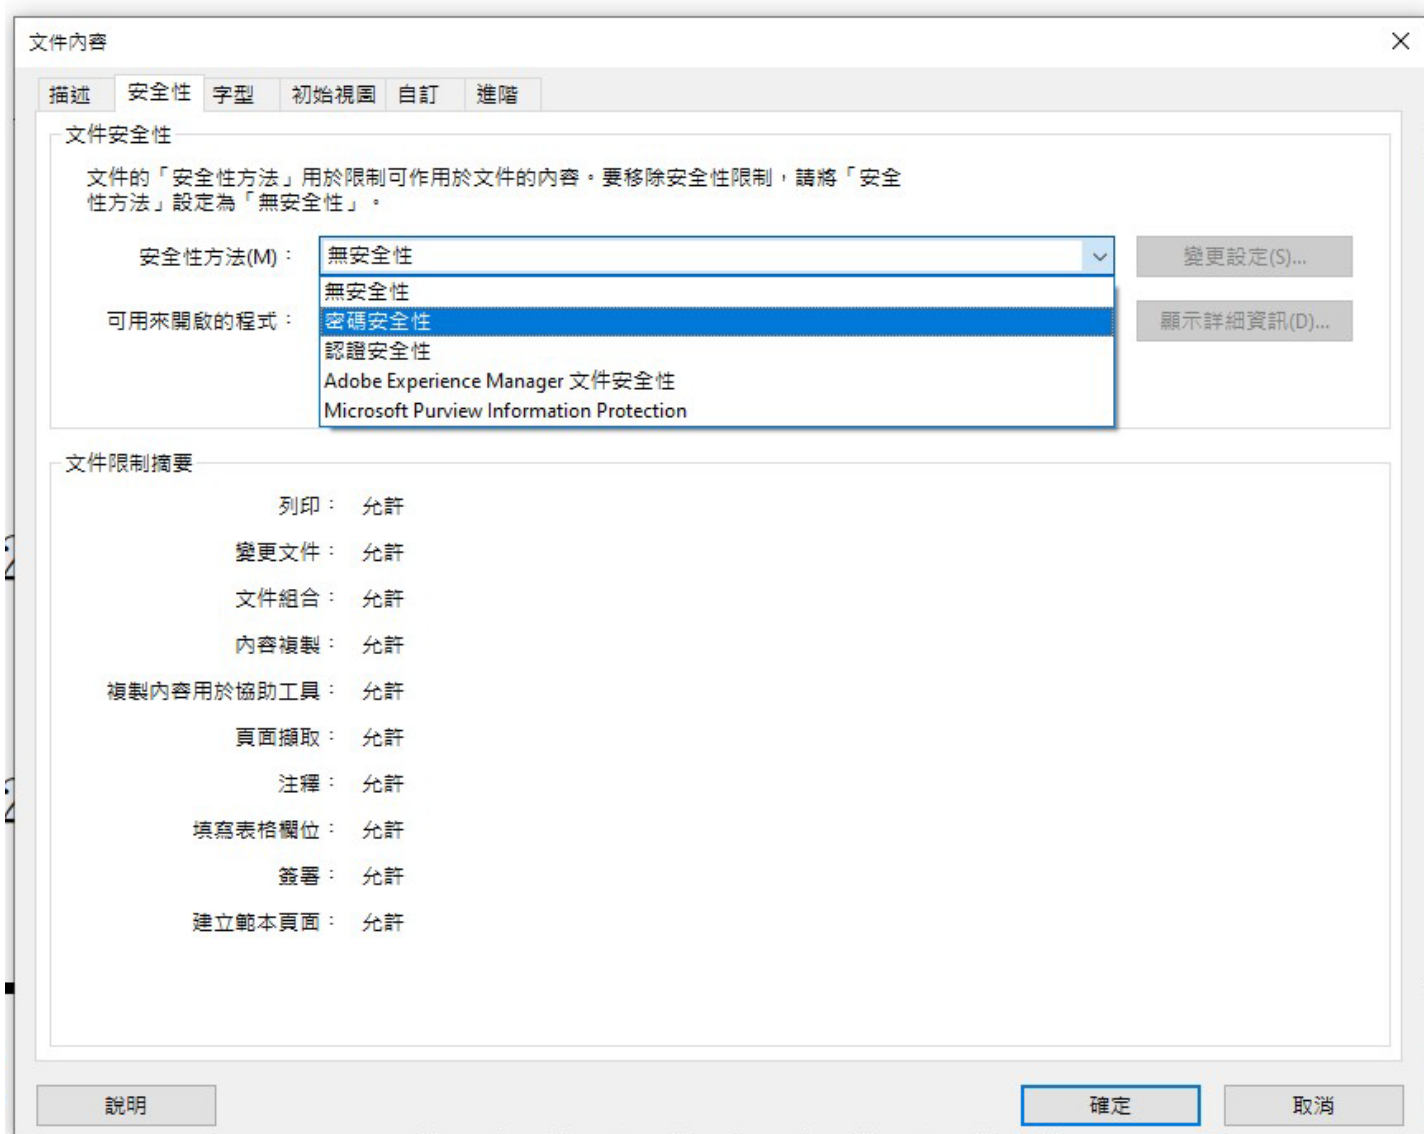 文件內容
描述 安全性 字型 初始視圖 自訂 進階
文件安全性
文件的「安全性方法」用於限制可作用於文件的內容。要移除安全性限制，請將「安全
性方法」設定為「無安全性」。
安全性方法(M)： 無安全性 變更設定(S)...
無安全性
可用來開啟的程式： 密碼安全性 顯示詳細資訊(D)...
認證安全性
Adobe Experience Manager 文件安全性
Microsoft Purview Information Protection
文件限制摘要
列印： 允許
變更文件： 允許
文件組合： 允許
內容複製： 允許
複製內容用於協助工具： 允許
頁面擷取： 允許
注釋： 允許
填寫表格欄位： 允許
簽署： 允許
建立範本頁面： 允許
說明 確定 取消